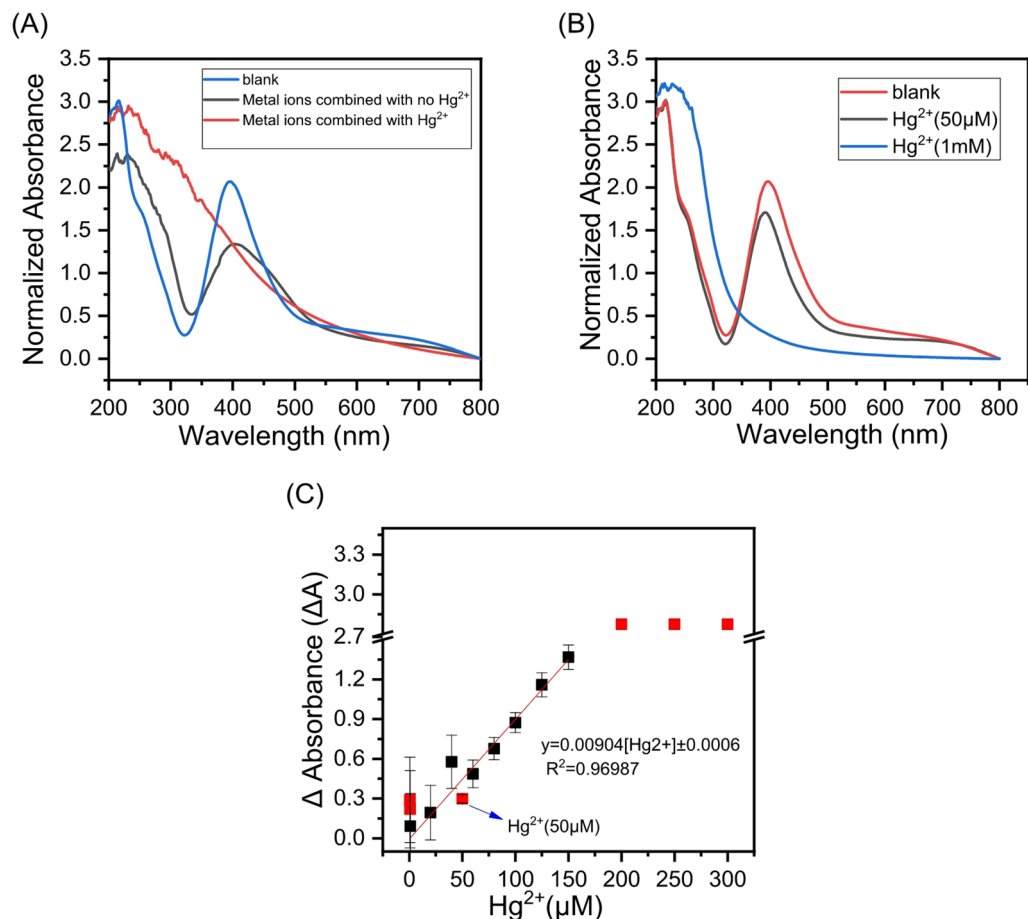 (A)
3.5
3.0
2.5
2.0
1.5
1.0
0.5
0.0
Normalized Absorbance
blank
Metal ions combined with no Hg²⁺
Metal ions combined with Hg²⁺
200 300 400 500 600 700 800
Wavelength (nm)
(B)
3.5
3.0
2.5
2.0
1.5
1.0
0.5
0.0
Normalized Absorbance
blank
Hg²⁺(50μM)
Hg²⁺(1mM)
200 300 400 500 600 700 800
Wavelength (nm)
(C)
3.3
3.0
2.7
1.2
0.9
0.6
0.3
0.0
Δ Absorbance (ΔA)
y=0.00904[Hg2+]±0.0006
R²=0.96987
Hg²⁺(50μM)
0 50 100 150 200 250 300
Hg²⁺(μM)